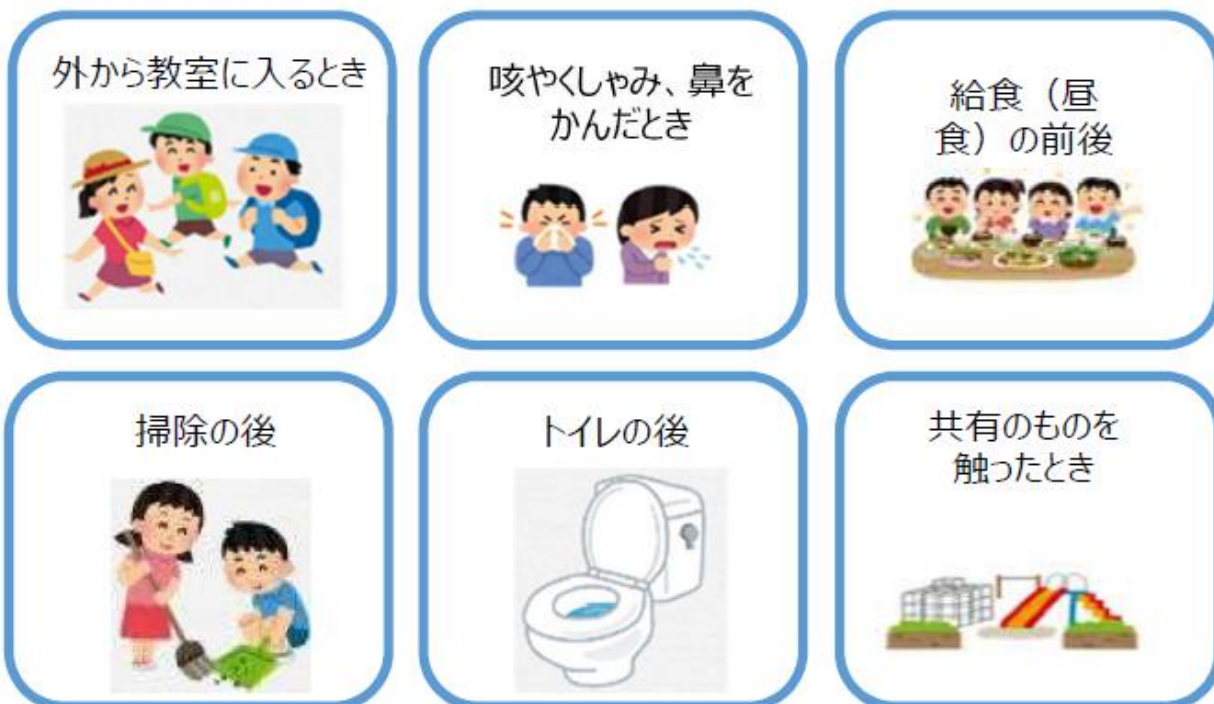 外から教室に入るとき
咳やくしゃみ、鼻を
かんだとき
給食（昼
食）の前後
掃除の後
トイレの後
共有のものを
触ったとき